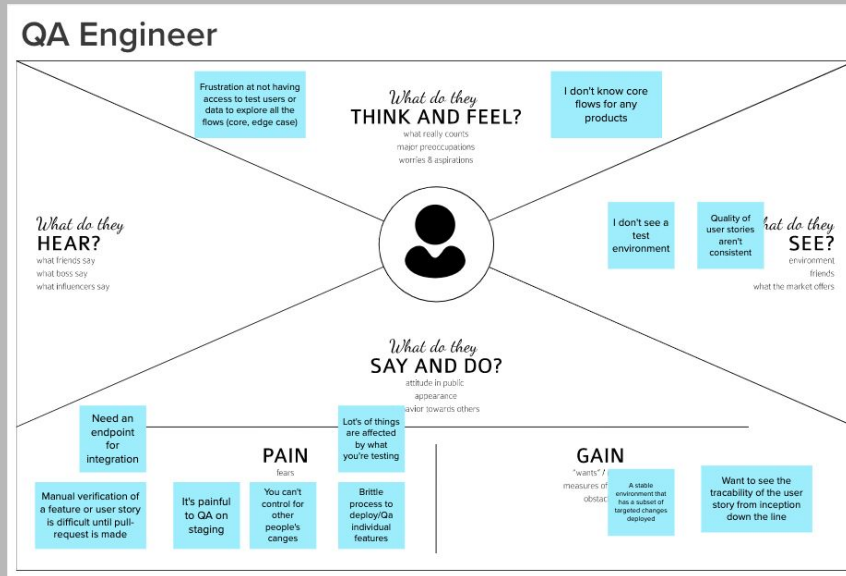 QA Engineer
Frustration at not having
access to test users or
data to explore all the
flows (core, edge case)
What do they
THINK AND FEEL?
what really counts
major preoccupations
worries & aspirations
I don't know core
flows for any
products
What do they
HEAR?
what friends say
what boss say
what influencers say
I don't see a
test
environment
Quality of
user stories
aren't
consistent
hat do they
SEE?
environment
friends
what the market offers
What do they
SAY AND DO?
attitude in public
appearance
avior towards others
Need an
endpoint
for
integration
Lot's of things
are affected
by what
you're testing
PAIN
fears
Manual verification of
a feature or user story
is difficult until pull-
request is made
It's painful
to QA on
staging
You can't
control for
other
people's
canges
Brittle
process to
deploy/Qa
individual
features
GAIN
"wants" /
measures of
obstac
A stable
environment that
has a subset of
targeted changes
deployed
Want to see the
tracability of the user
story from inception
down the line